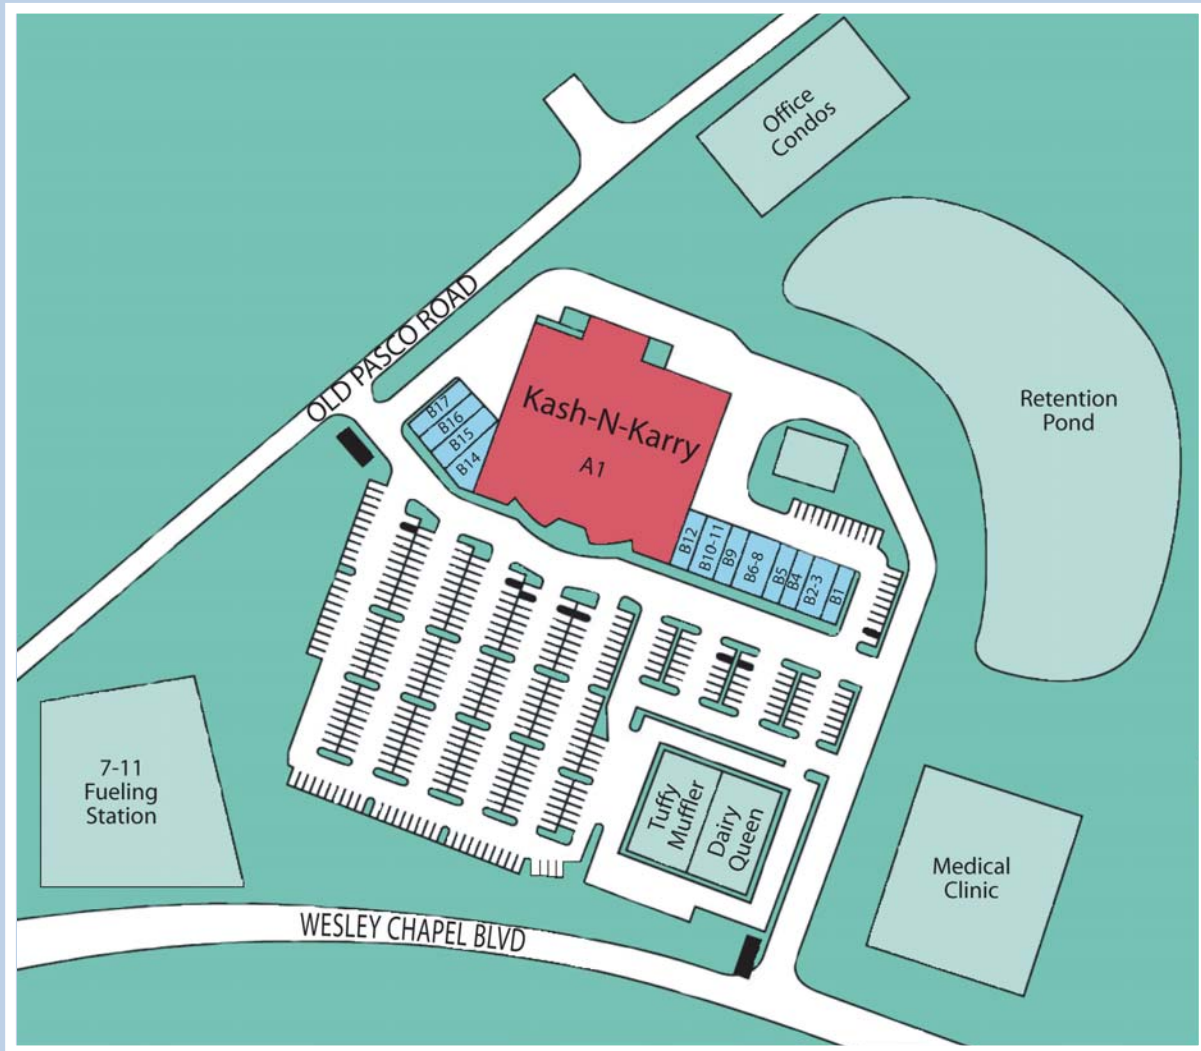 Office
Condos
OLD PASCO ROAD
Retention
Pond
Kash-N-Karry
A1
B17
B16
B15
B14
B12
B10-11
B9
B6-8
B5
B4
B2-3
B1
7-11
Fueling
Station
Tuffy
Muffler
Dairy
Queen
Medical
Clinic
WESLEY CHAPEL BLVD